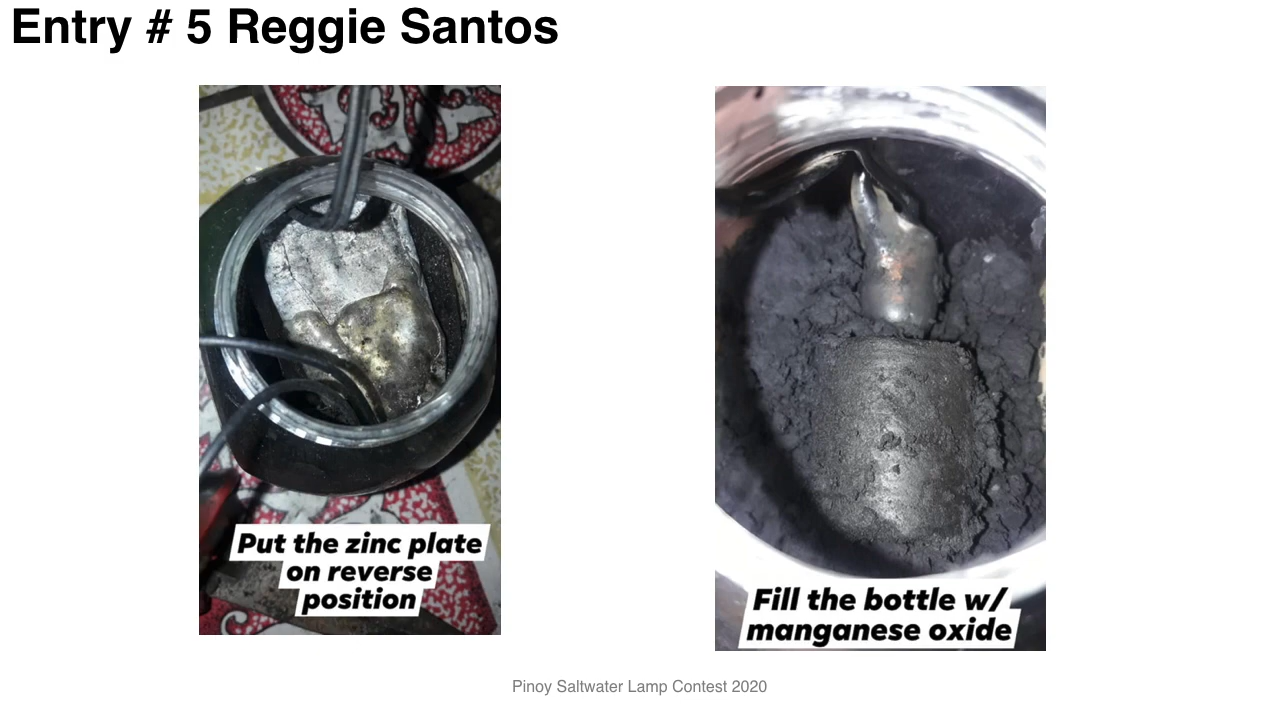 Entry # 5 Reggie Santos
Put the zinc plate
on reverse
position
Fill the bottle w/
manganese oxide
Pinoy Saltwater Lamp Contest 2020